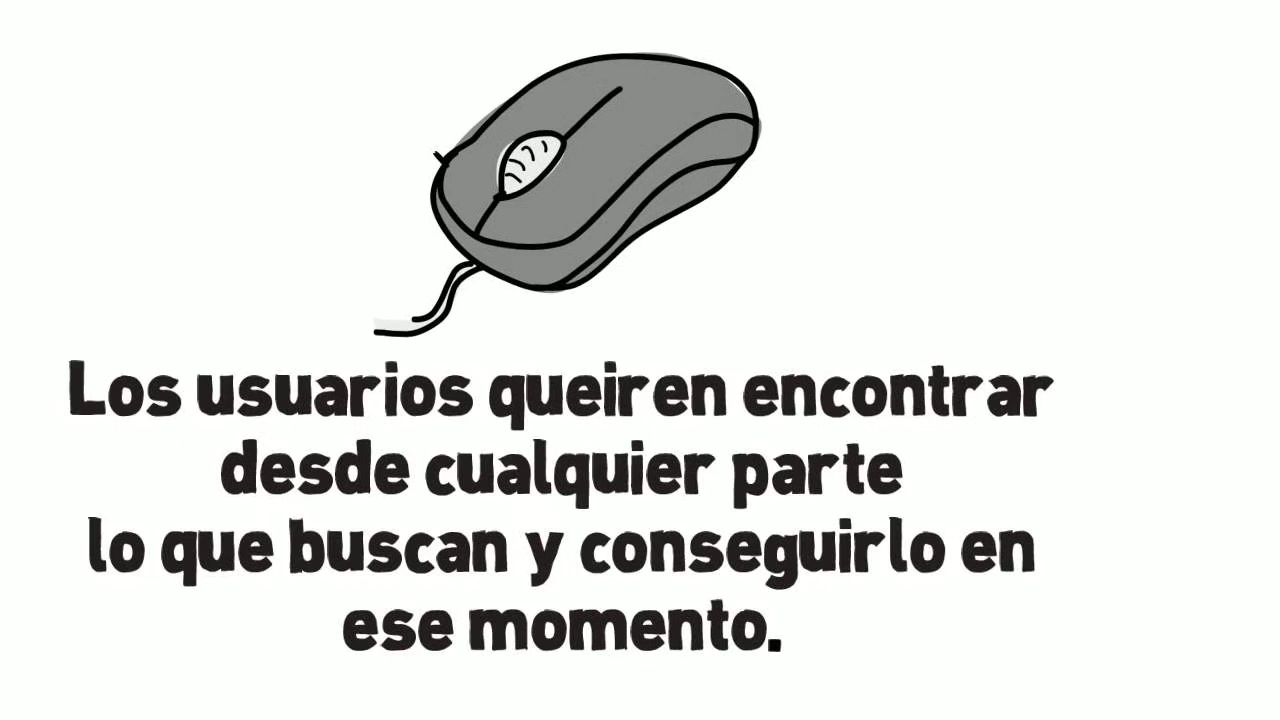 Los usuarios queiren encontrar
desde cualquier parte
lo que buscan y conseguirlo en
ese momento.